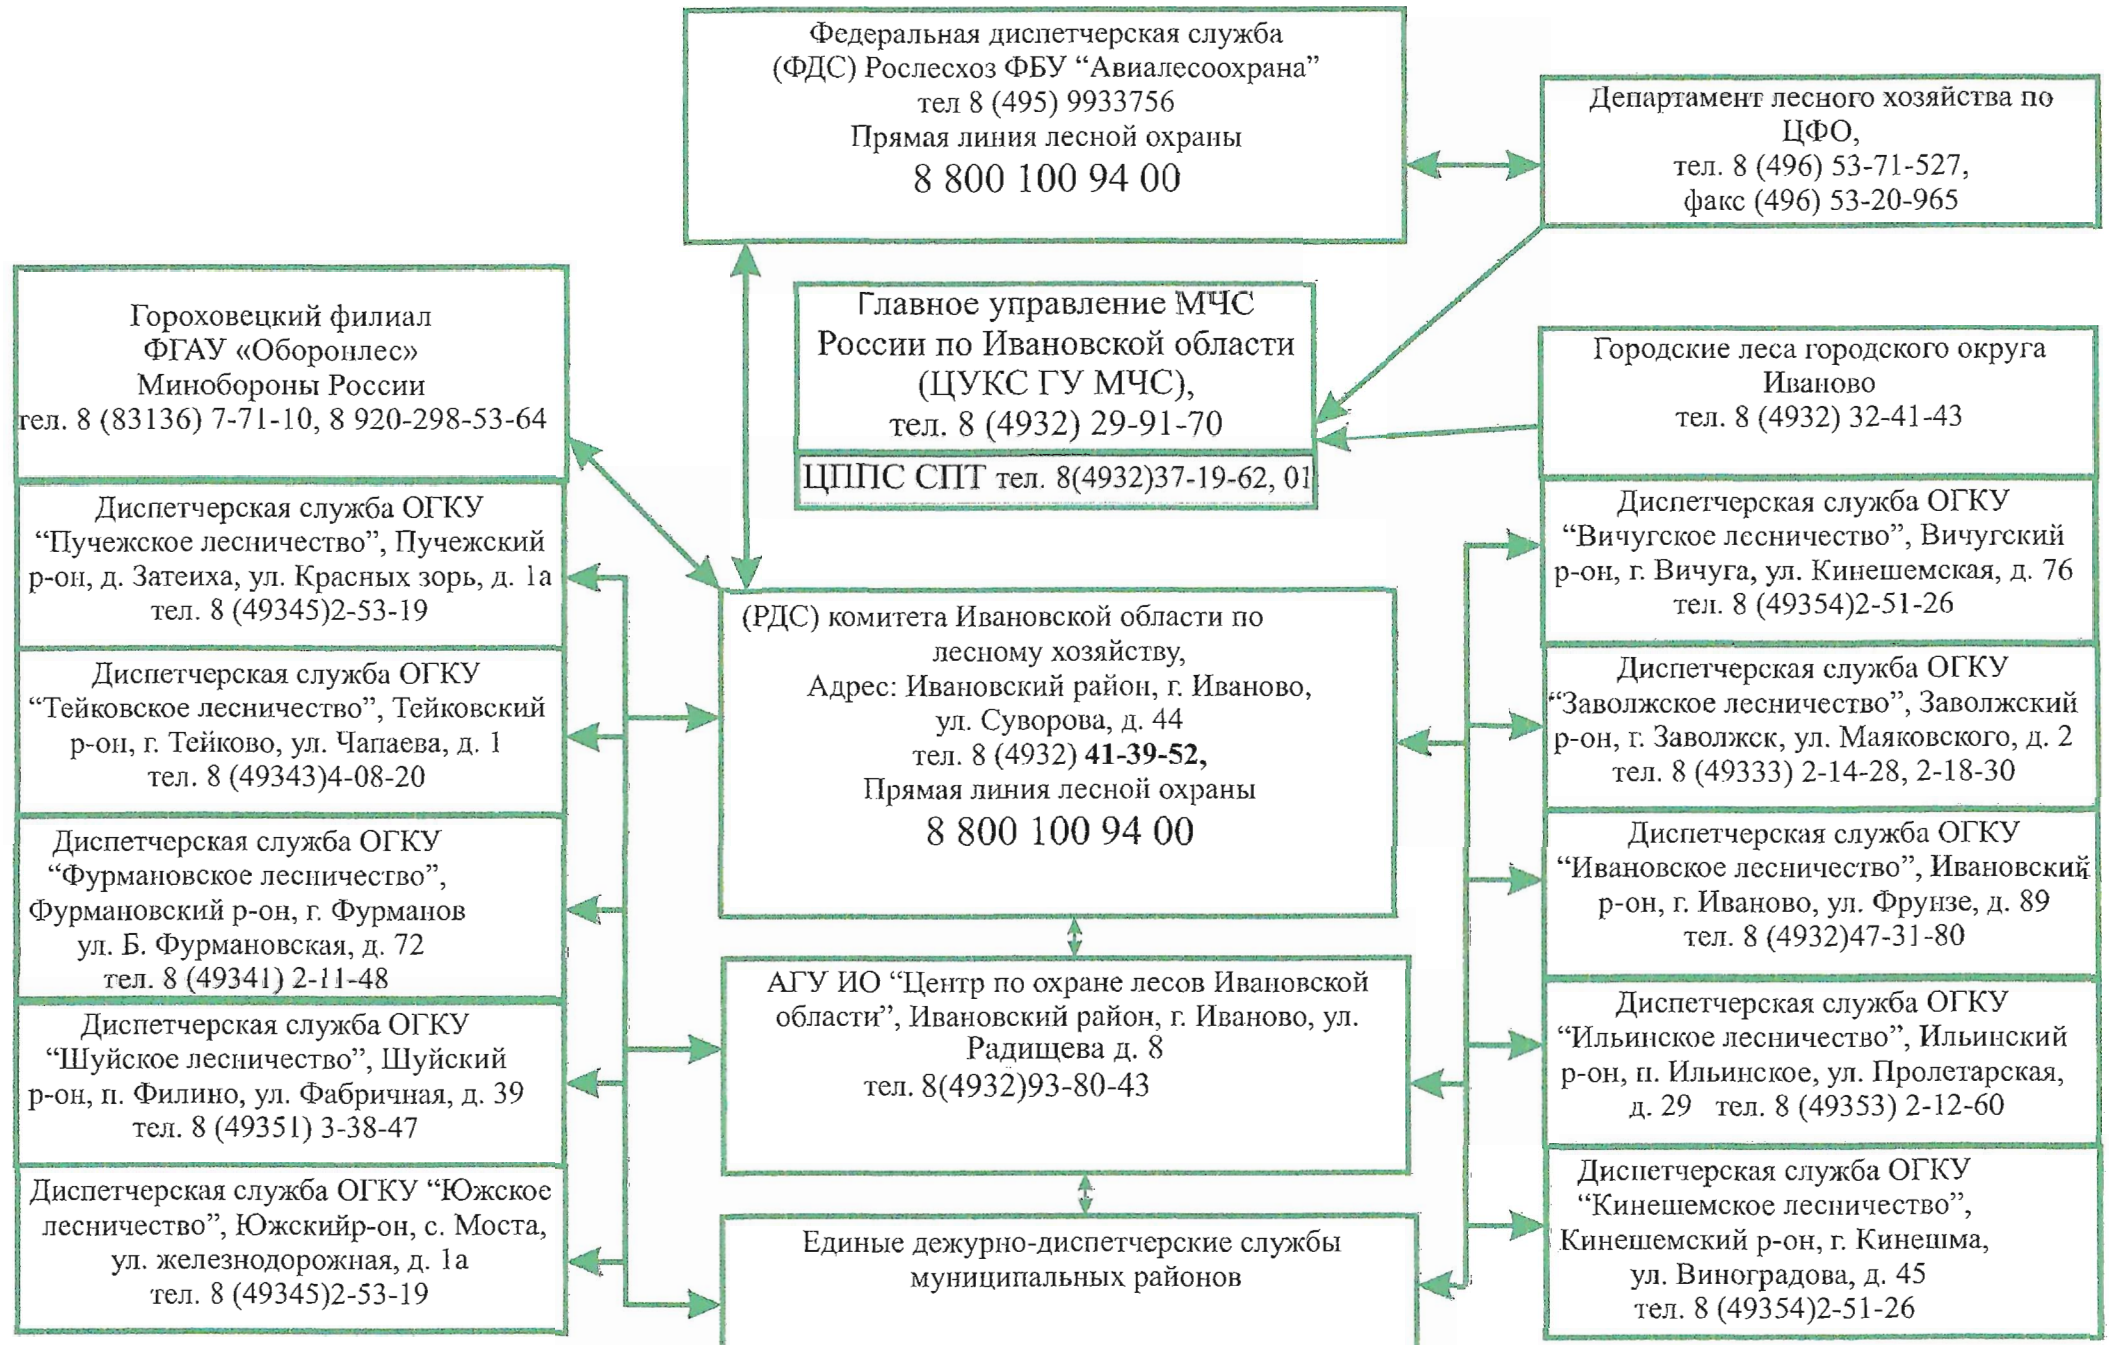 Федеральная диспетчерская служба
(ФДС) Рослесхоз ФБУ “Авиалесоохрана”
тел 8 (495) 9933756
Прямая линия лесной охраны
8 800 100 94 00
Департамент лесного хозяйства по
ЦФО,
тел. 8 (496) 53-71-527,
факс (496) 53-20-965
Главное управление МЧС
России по Ивановской области
(ЦУКС ГУ МЧС),
тел. 8 (4932) 29-91-70
ЦППС СПТ тел. 8(4932)37-19-62, 01
Гороховецкий филиал
ФГАУ «Оборонлес»
Минобороны России
тел. 8 (83136) 7-71-10, 8 920-298-53-64
Диспетчерская служба ОГКУ
“Пучежское лесничество”, Пучежский
р-он, д. Затеиха, ул. Красных зорь, д. 1а
тел. 8 (49345)2-53-19
Диспетчерская служба ОГКУ
“Тейковское лесничество”, Тейковский
р-он, г. Тейково, ул. Чапаева, д. 1
тел. 8 (49343)4-08-20
Диспетчерская служба ОГКУ
“Фурмановское лесничество”,
Фурмановский р-он, г. Фурманов
ул. Б. Фурмановская, д. 72
тел. 8 (49341) 2-11-48
Диспетчерская служба ОГКУ
“Шуйское лесничество”, Шуйский
р-он, п. Филино, ул. Фабричная, д. 39
тел. 8 (49351) 3-38-47
Диспетчерская служба ОГКУ “Южское
лесничество”, Южскийр-он, с. Моста,
ул. железнодорожная, д. 1а
тел. 8 (49345)2-53-19
(РДС) комитета Ивановской области по
лесному хозяйству,
Адрес: Ивановский район, г. Иваново,
ул. Суворова, д. 44
тел. 8 (4932) 41-39-52,
Прямая линия лесной охраны
8 800 100 94 00
АГУ ИО “Центр по охране лесов Ивановской
области”, Ивановский район, г. Иваново, ул.
Радищева д. 8
тел. 8(4932)93-80-43
Единые дежурно-диспетчерские службы
муниципальных районов
Городские леса городского округа
Иваново
тел. 8 (4932) 32-41-43
Диспетчерская служба ОГКУ
“Вичугское лесничество”, Вичугский
р-он, г. Вичуга, ул. Кинешемская, д. 76
тел. 8 (49354)2-51-26
Диспетчерская служба ОГКУ
“Заволжское лесничество”, Заволжский
р-он, г. Заволжск, ул. Маяковского, д. 2
тел. 8 (49333) 2-14-28, 2-18-30
Диспетчерская служба ОГКУ
“Ивановское лесничество”, Ивановский
р-он, г. Иваново, ул. Фрунзе, д. 89
тел. 8 (4932)47-31-80
Диспетчерская служба ОГКУ
“Ильинское лесничество”, Ильинский
р-он, п. Ильинское, ул. Пролетарская,
д. 29 тел. 8 (49353) 2-12-60
Диспетчерская служба ОГКУ
“Кинешемское лесничество”,
Кинешемский р-он, г. Кинешма,
ул. Виноградова, д. 45
тел. 8 (49354)2-51-26